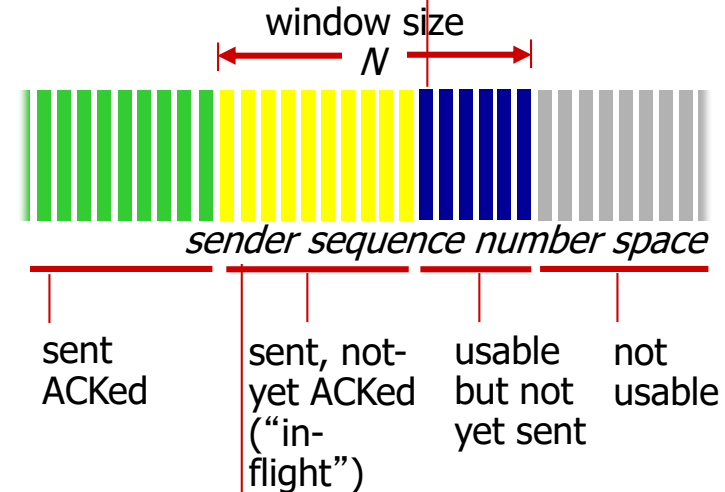 window size
N
sender sequence number space
sent
ACKed
sent, not-
yet ACKed
(“in-
flight”)
usable
but not
yet sent
not
usable